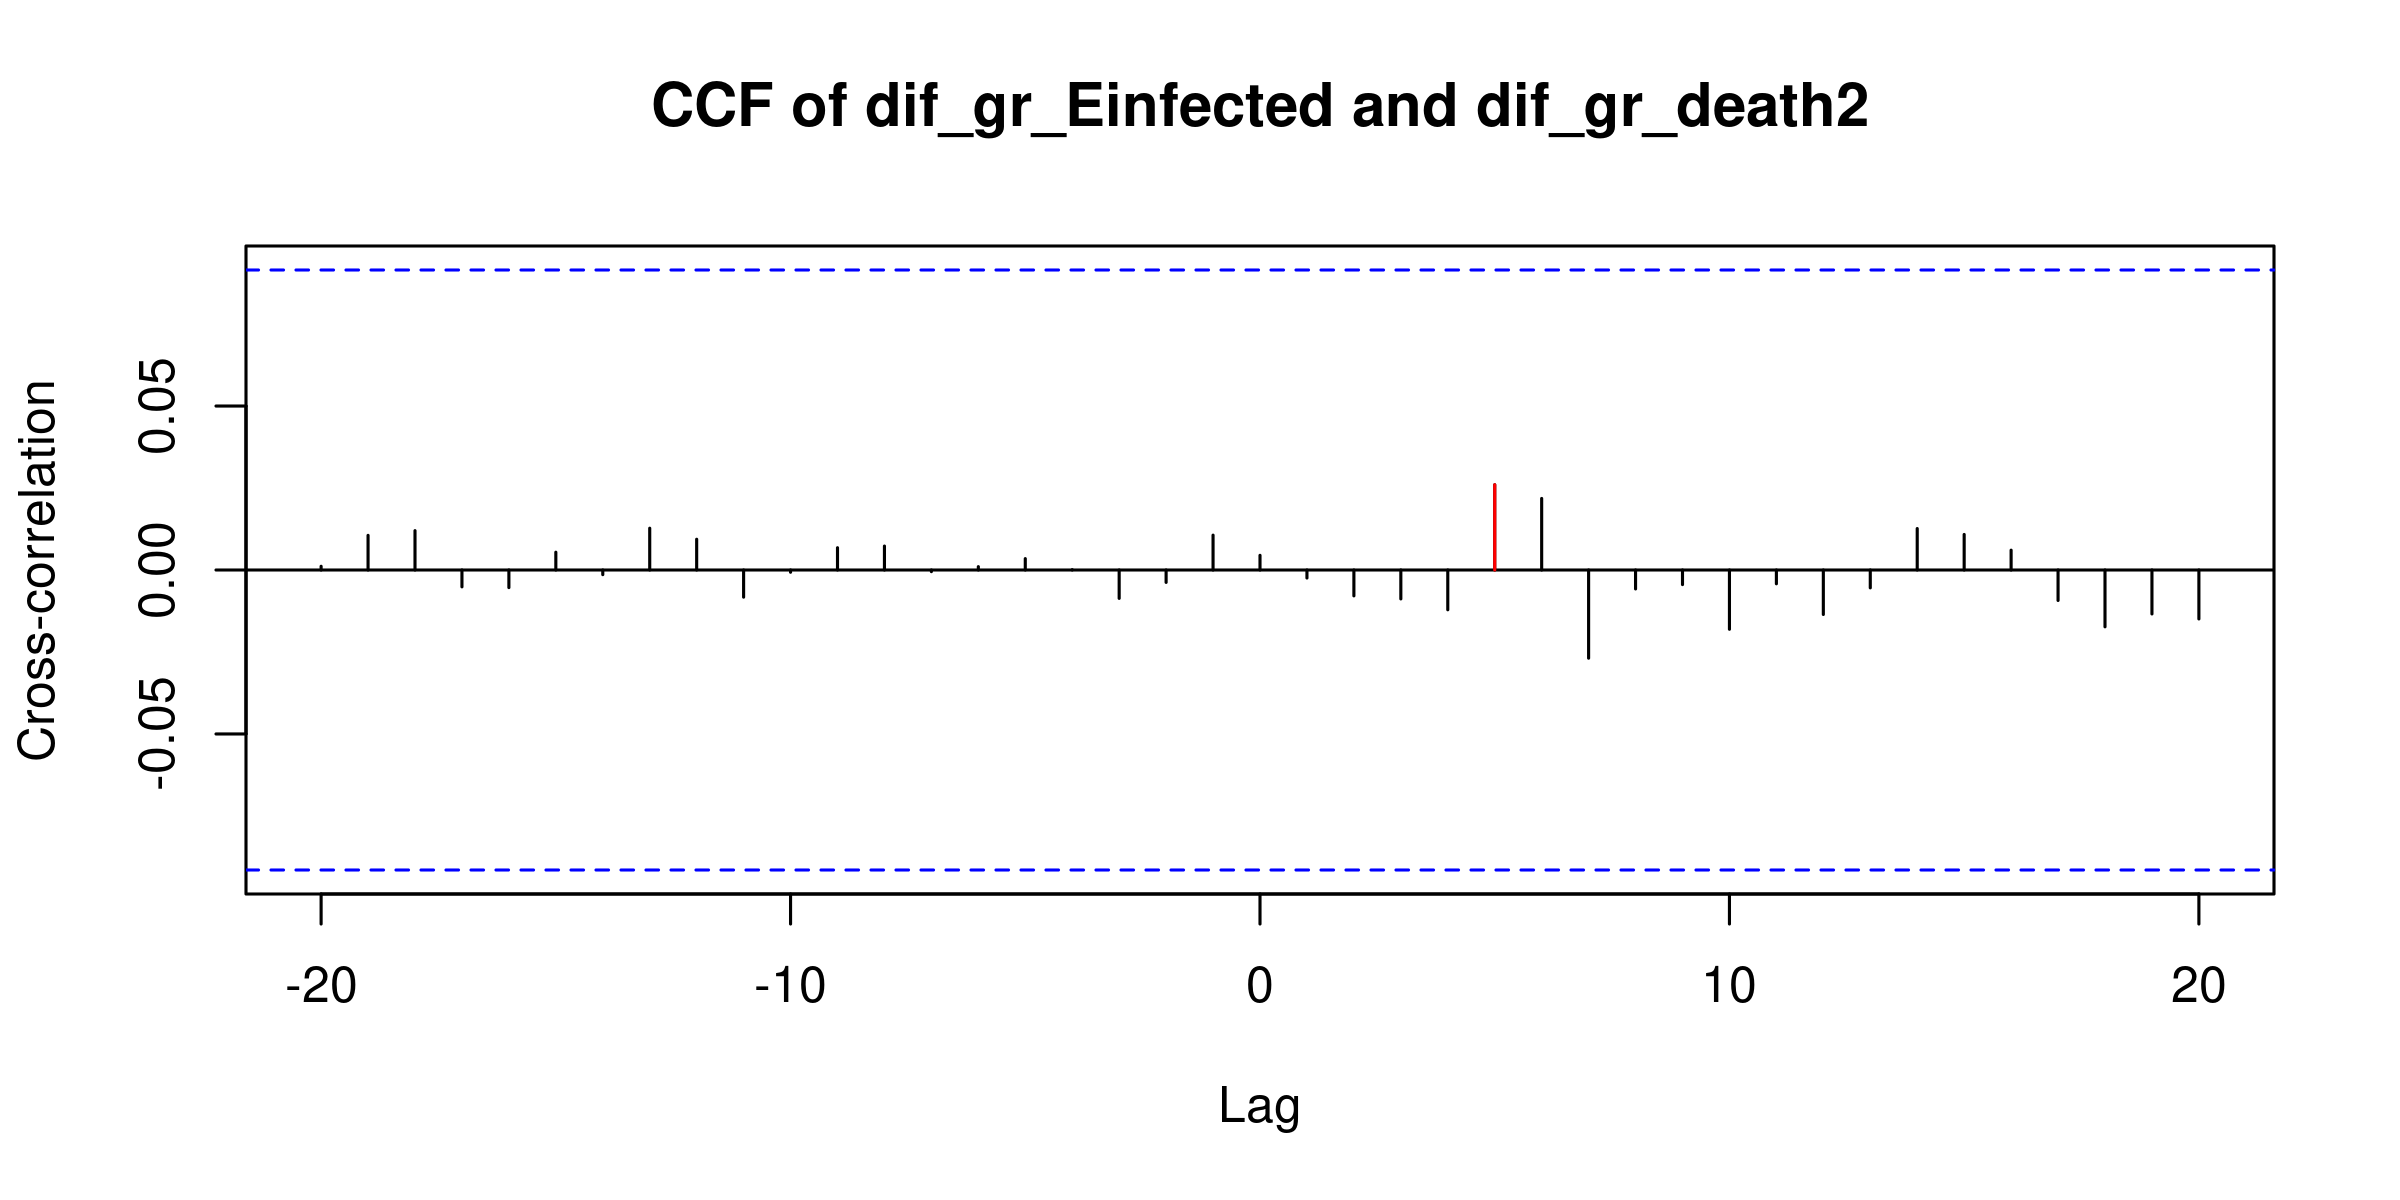 CCF of dif_gr_Einfected and dif_gr_death2
Cross-correlation
0.05
0.00
-0.05
-20
-10
0
10
20
Lag